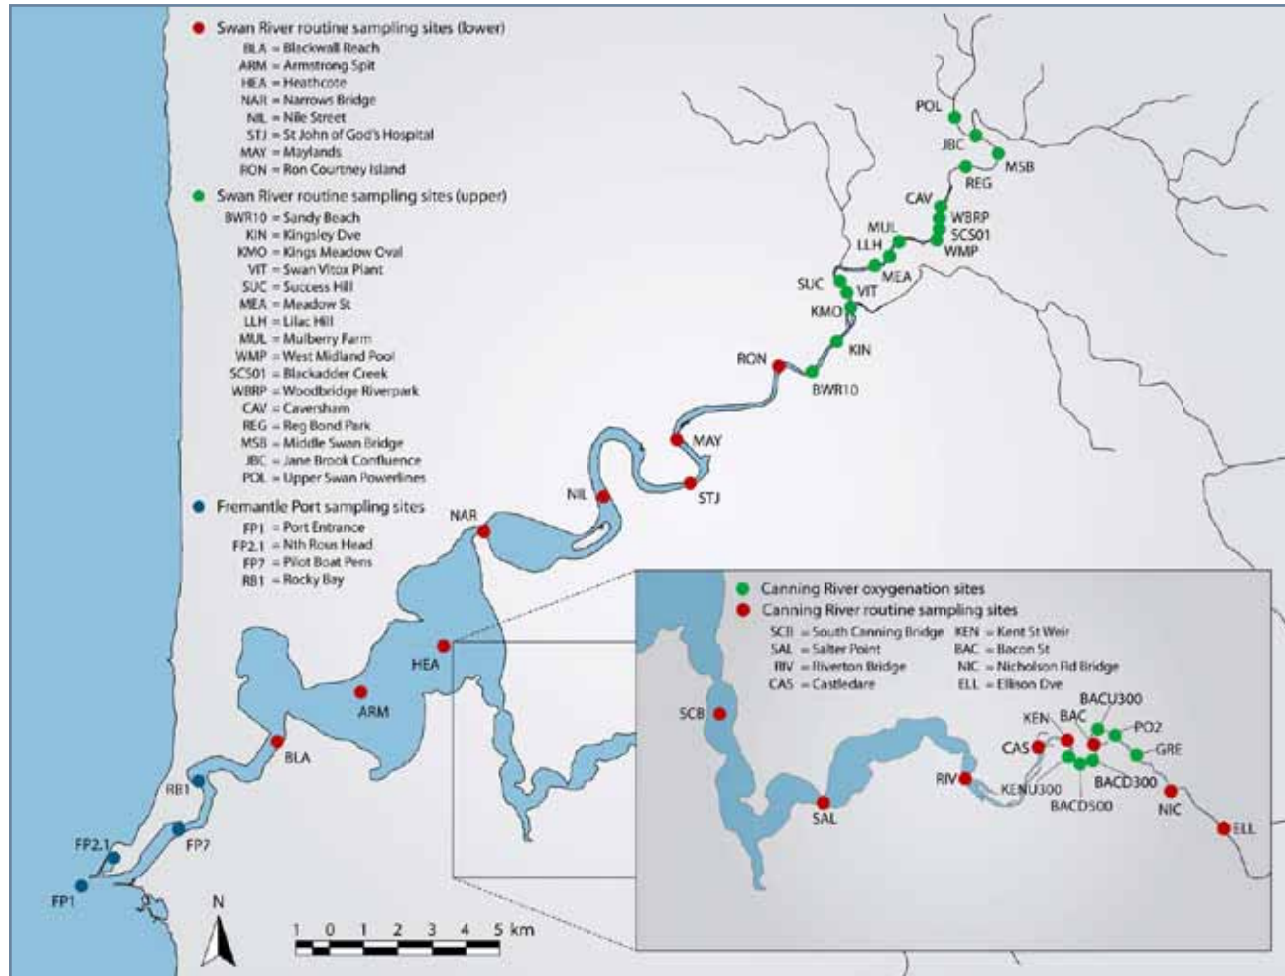 Swan River routine sampling sites (lower)
BLA = Blackwall Reach
ARM = Armstrong Spit
HEA = Heathcote
NAR = Narrows Bridge
NIL = Nile Street
STJ = St John of God's Hospital
MAY = Maylands
RON = Ron Courtney Island
Swan River routine sampling sites (upper)
BWR10 = Sandy Beach
KIN = Kingsley Dve
KMO = Kings Meadow Oval
VIT = Swan Vitox Plant
SUC = Success Hill
MEA = Meadow St
LLH = Lilac Hill
MUL = Mulberry Farm
WMP = West Midland Pool
SCS01 = Blackadder Creek
WBRP = Woodbridge Riverpark
CAV = Caversham
REG = Reg Bond Park
MSB = Middle Swan Bridge
JBC = Jane Brook Confluence
POL = Upper Swan Powerlines
Fremantle Port sampling sites
FP1 = Port Entrance
FP2.1 = Nth Rous Head
FP7 = Pilot Boat Pens
RB1 = Rocky Bay
POL
JBC
MSB
REG
CAV
WBRP
SCS01
WMP
MUL
LLH
MEA
SUC
VIT
KMO
KIN
RON
BWR10
MAY
STJ
NIL
NAR
HEA
ARM
BLA
RB1
FP7
FP2.1
FP1
N
1 0 1 2 3 4 5 km
Canning River oxygenation sites
Canning River routine sampling sites
SCB = South Canning Bridge KEN = Kent St Weir
SAL = Salter Point BAC = Bacon St
RIV = Riverton Bridge NIC = Nicholson Rd Bridge
CAS = Castledare ELL = Ellison Dve
SCB
SAL
RIV
CAS
KEN
BAC
BACU300
PO2
GRE
KENU300
BACD500
BACD300
NIC
ELL